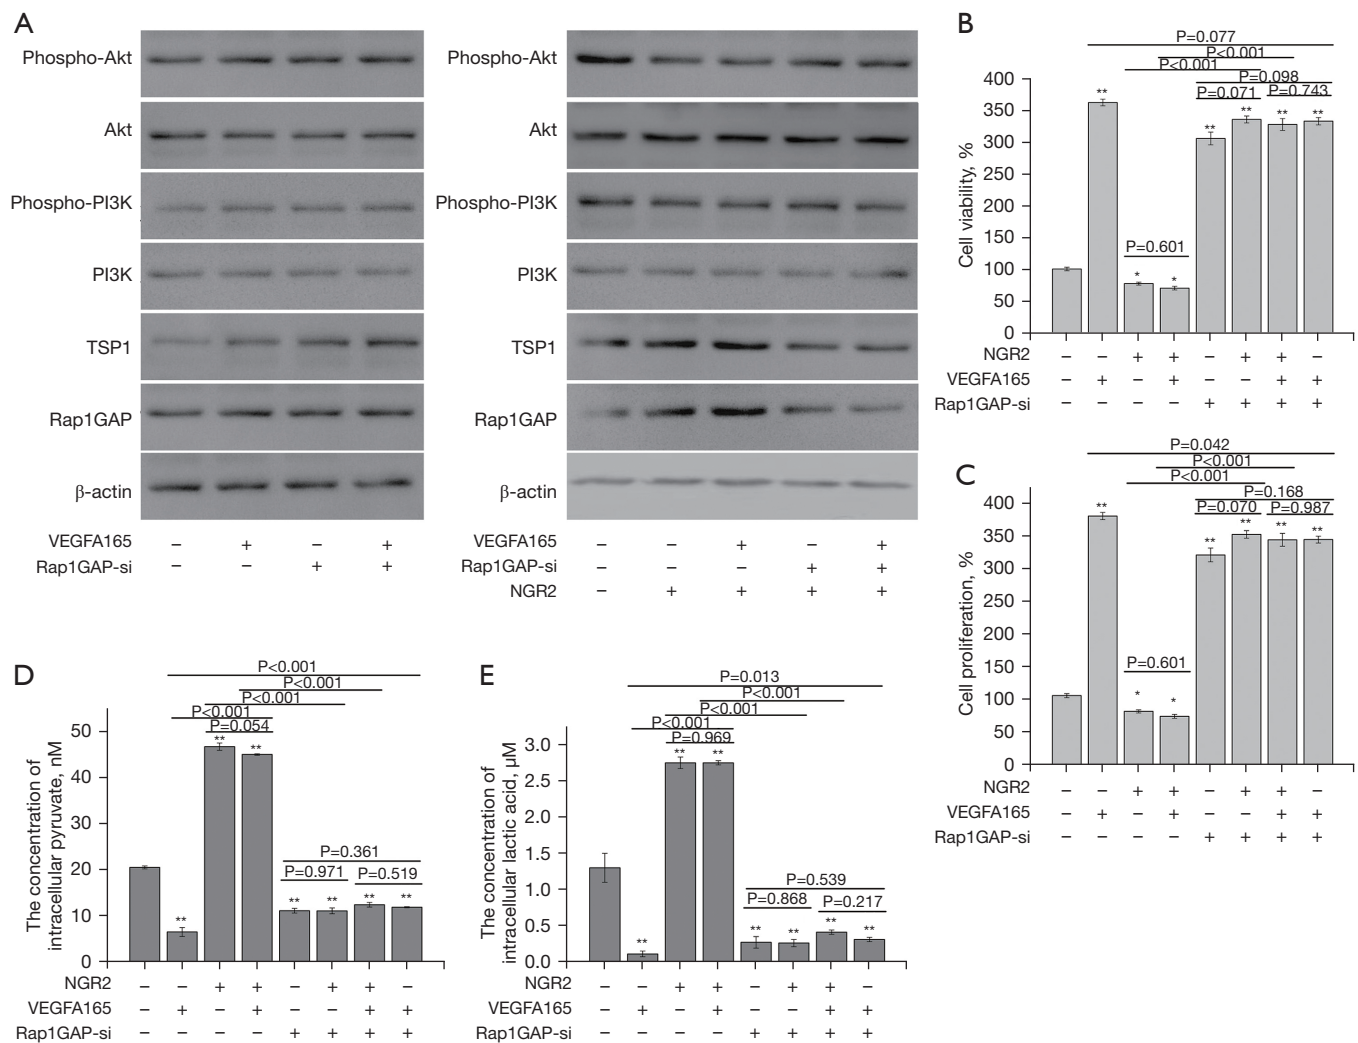 A
Phospho-Akt
Akt
Phospho-PI3K
PI3K
TSP1
Rap1GAP
β-actin
VEGFA165 – + – +
Rap1GAP-si – – + +
Phospho-Akt
Akt
Phospho-PI3K
PI3K
TSP1
Rap1GAP
β-actin
VEGFA165 – – + – +
Rap1GAP-si – – – + +
NGR2 – + + + +
B
P=0.077
P<0.001
P<0.001
P=0.098
P=0.071 P=0.743
P=0.601
** * * ** ** ** **
Cell viability, %
400
350
300
250
200
150
100
50
0
NGR2 – – + + – + + –
VEGFA165 – + – + – – + +
Rap1GAP-si – – – – + + + +
C
P=0.042
P<0.001
P<0.001
P=0.168
P=0.070 P=0.987
P=0.601
** * * ** ** ** **
Cell proliferation, %
400
350
300
250
200
150
100
50
0
NGR2 – – + + – + + –
VEGFA165 – + – + – – + +
Rap1GAP-si – – – – + + + +
D
P<0.001
P<0.001
P<0.001
P<0.001
P=0.054
P=0.361
P=0.971 P=0.519
** ** ** ** ** ** **
The concentration of
intracellular pyruvate, nM
50
40
30
20
10
0
NGR2 – – + + – + + –
VEGFA165 – + – + – – + +
Rap1GAP-si – – – – + + + +
E
P=0.013
P<0.001
P<0.001
P<0.001
P=0.969
P=0.539
P=0.868 P=0.217
** ** ** ** ** ** **
The concentration of
intracellular lactic acid, μM
3.0
2.5
2.0
1.5
1.0
0.5
0.0
NGR2 – – + + – + + –
VEGFA165 – + – + – – + +
Rap1GAP-si – – – – + + + +